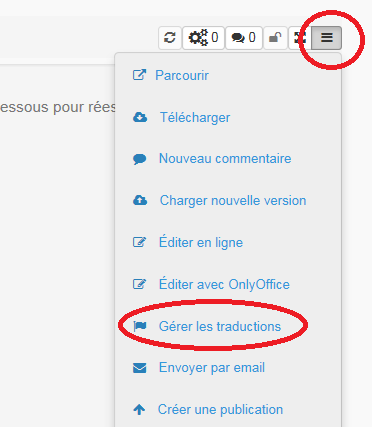 0 0
essous pour rées
Parcourir
Télécharger
Nouveau commentaire
Charger nouvelle version
Éditer en ligne
Éditer avec OnlyOffice
Gérer les traductions
Envoyer par email
Créer une publication